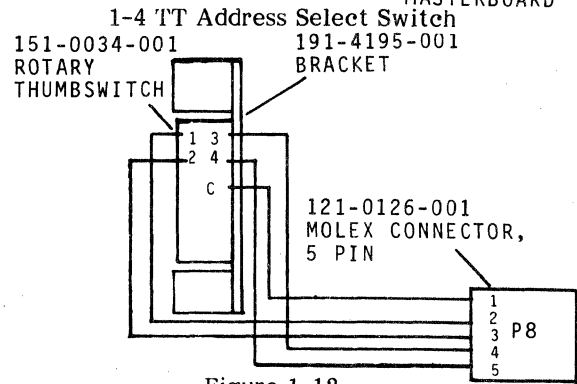 MASTERBOARD
1-4 TT Address Select Switch
151-0034-001
ROTARY
THUMBSWITCH
191-4195-001
BRACKET
1 3
2 4
C
121-0126-001
MOLEX CONNECTOR,
5 PIN
1
2
3
4
5
P8
Figure 1-18